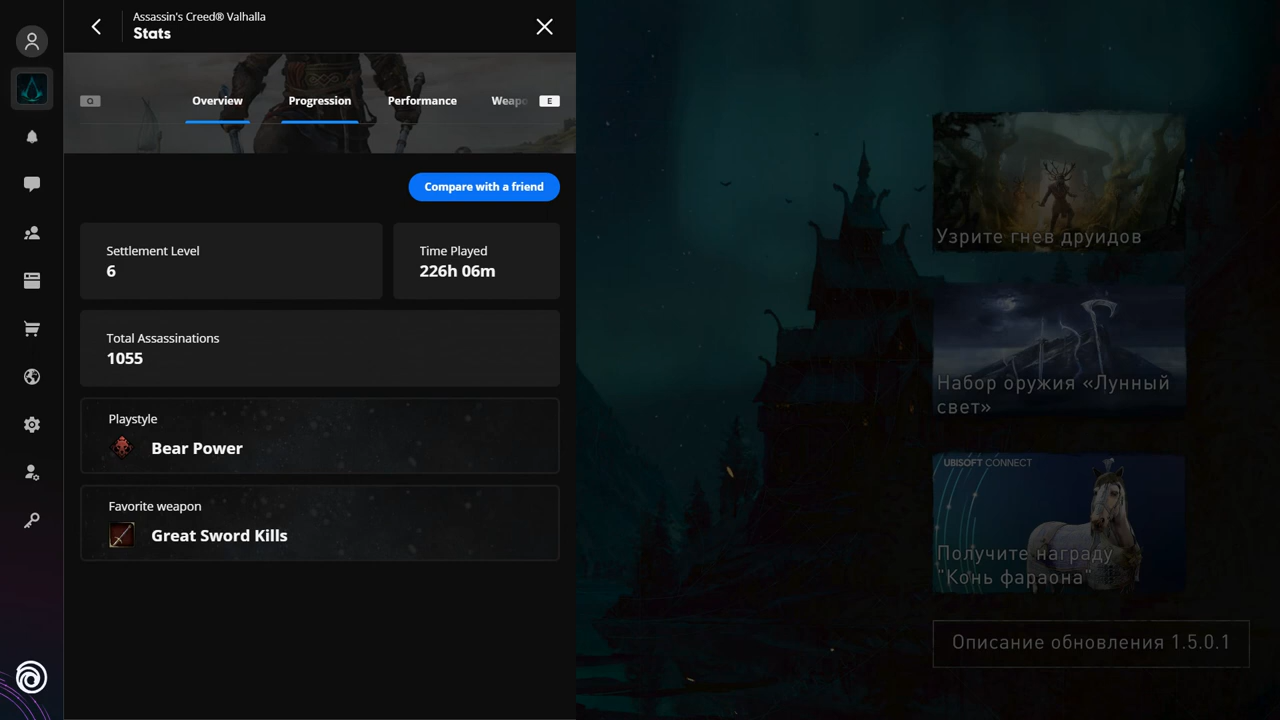 Assassin's Creed® Valhalla
Stats
Q
Overview
Progression
Performance
Weapo
E
Compare with a friend
Settlement Level
6
Time Played
226h 06m
Total Assassinations
1055
Playstyle
Bear Power
Favorite weapon
Great Sword Kills
Узрите гнев друидов
Набор оружия «Лунный
свет»
UBISOFT CONNECT
Получите награду
"Конь фараона"
Описание обновления 1.5.0.1